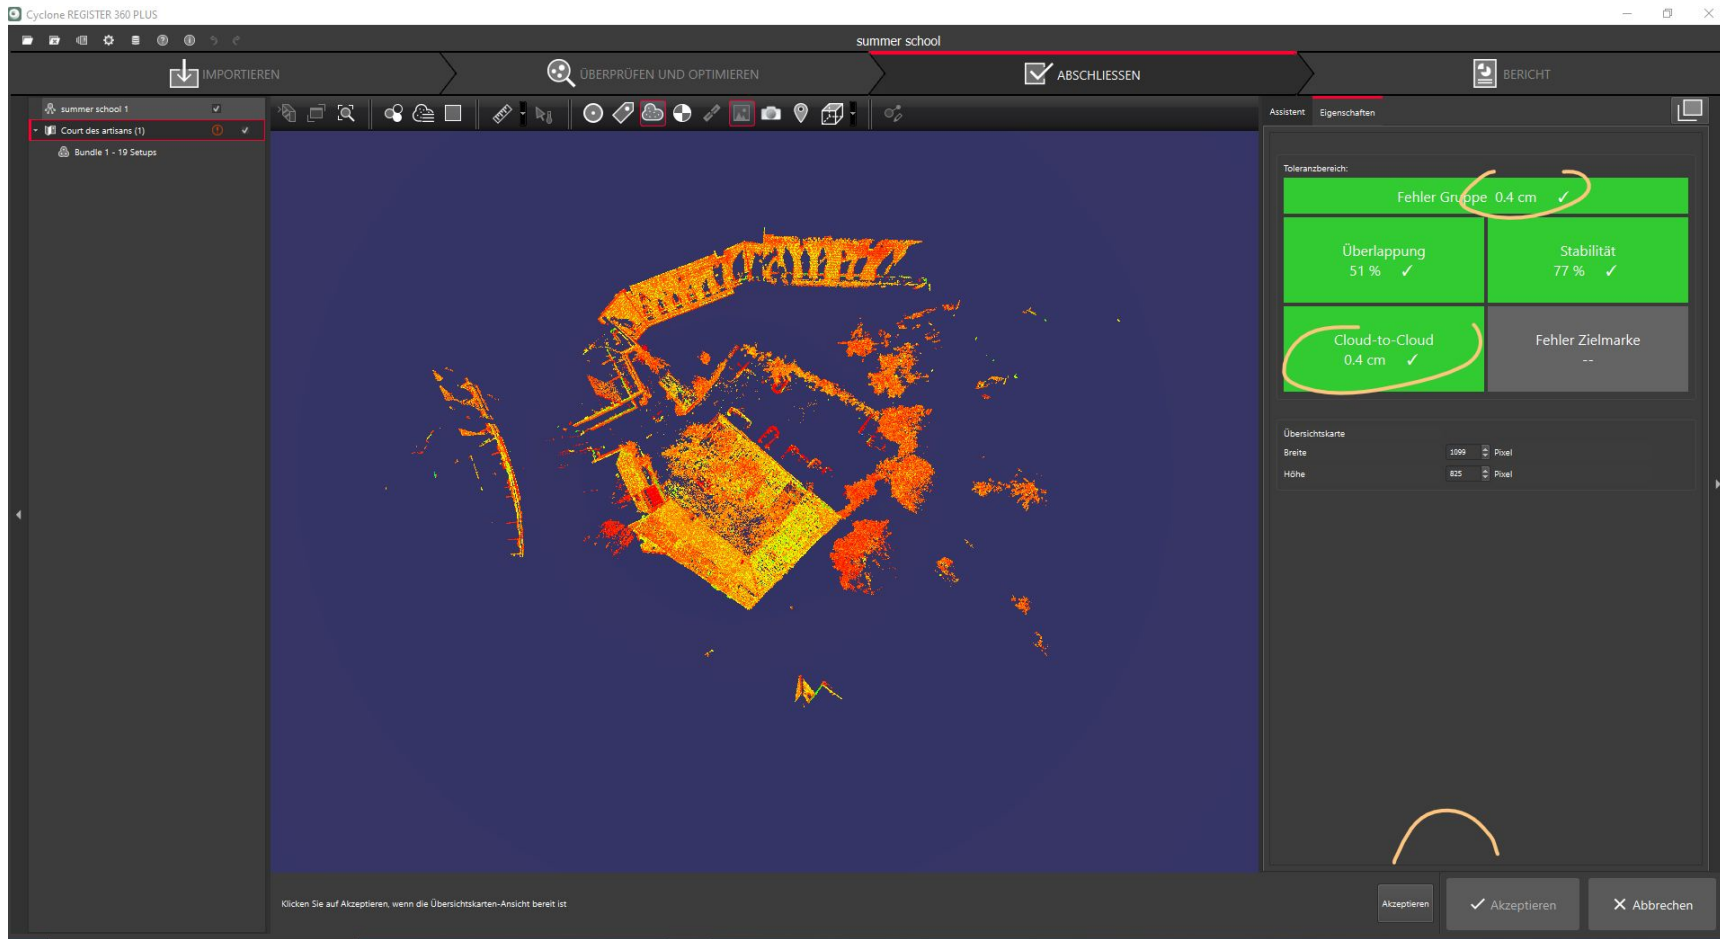 Cyclone REGISTER 360 PLUS
summer school
IMPORTIEREN
ÜBERPRÜFEN UND OPTIMIEREN
ABSCHLIESSEN
BERICHT
summer school 1
Court des artisans (1)
Bundle 1 - 19 Setups
Assistent Eigenschaften
Toleranzbereich:
Fehler Gruppe 0.4 cm ✓
Überlappung
51 % ✓
Stabilität
77 % ✓
Cloud-to-Cloud
0.4 cm ✓
Fehler Zielmarke
--
Übersichtskarte
Breite 1099 Pixel
Höhe 825 Pixel
Klicken Sie auf Akzeptieren, wenn die Übersichtskarten-Ansicht bereit ist
Akzeptieren
Akzeptieren
Abbrechen